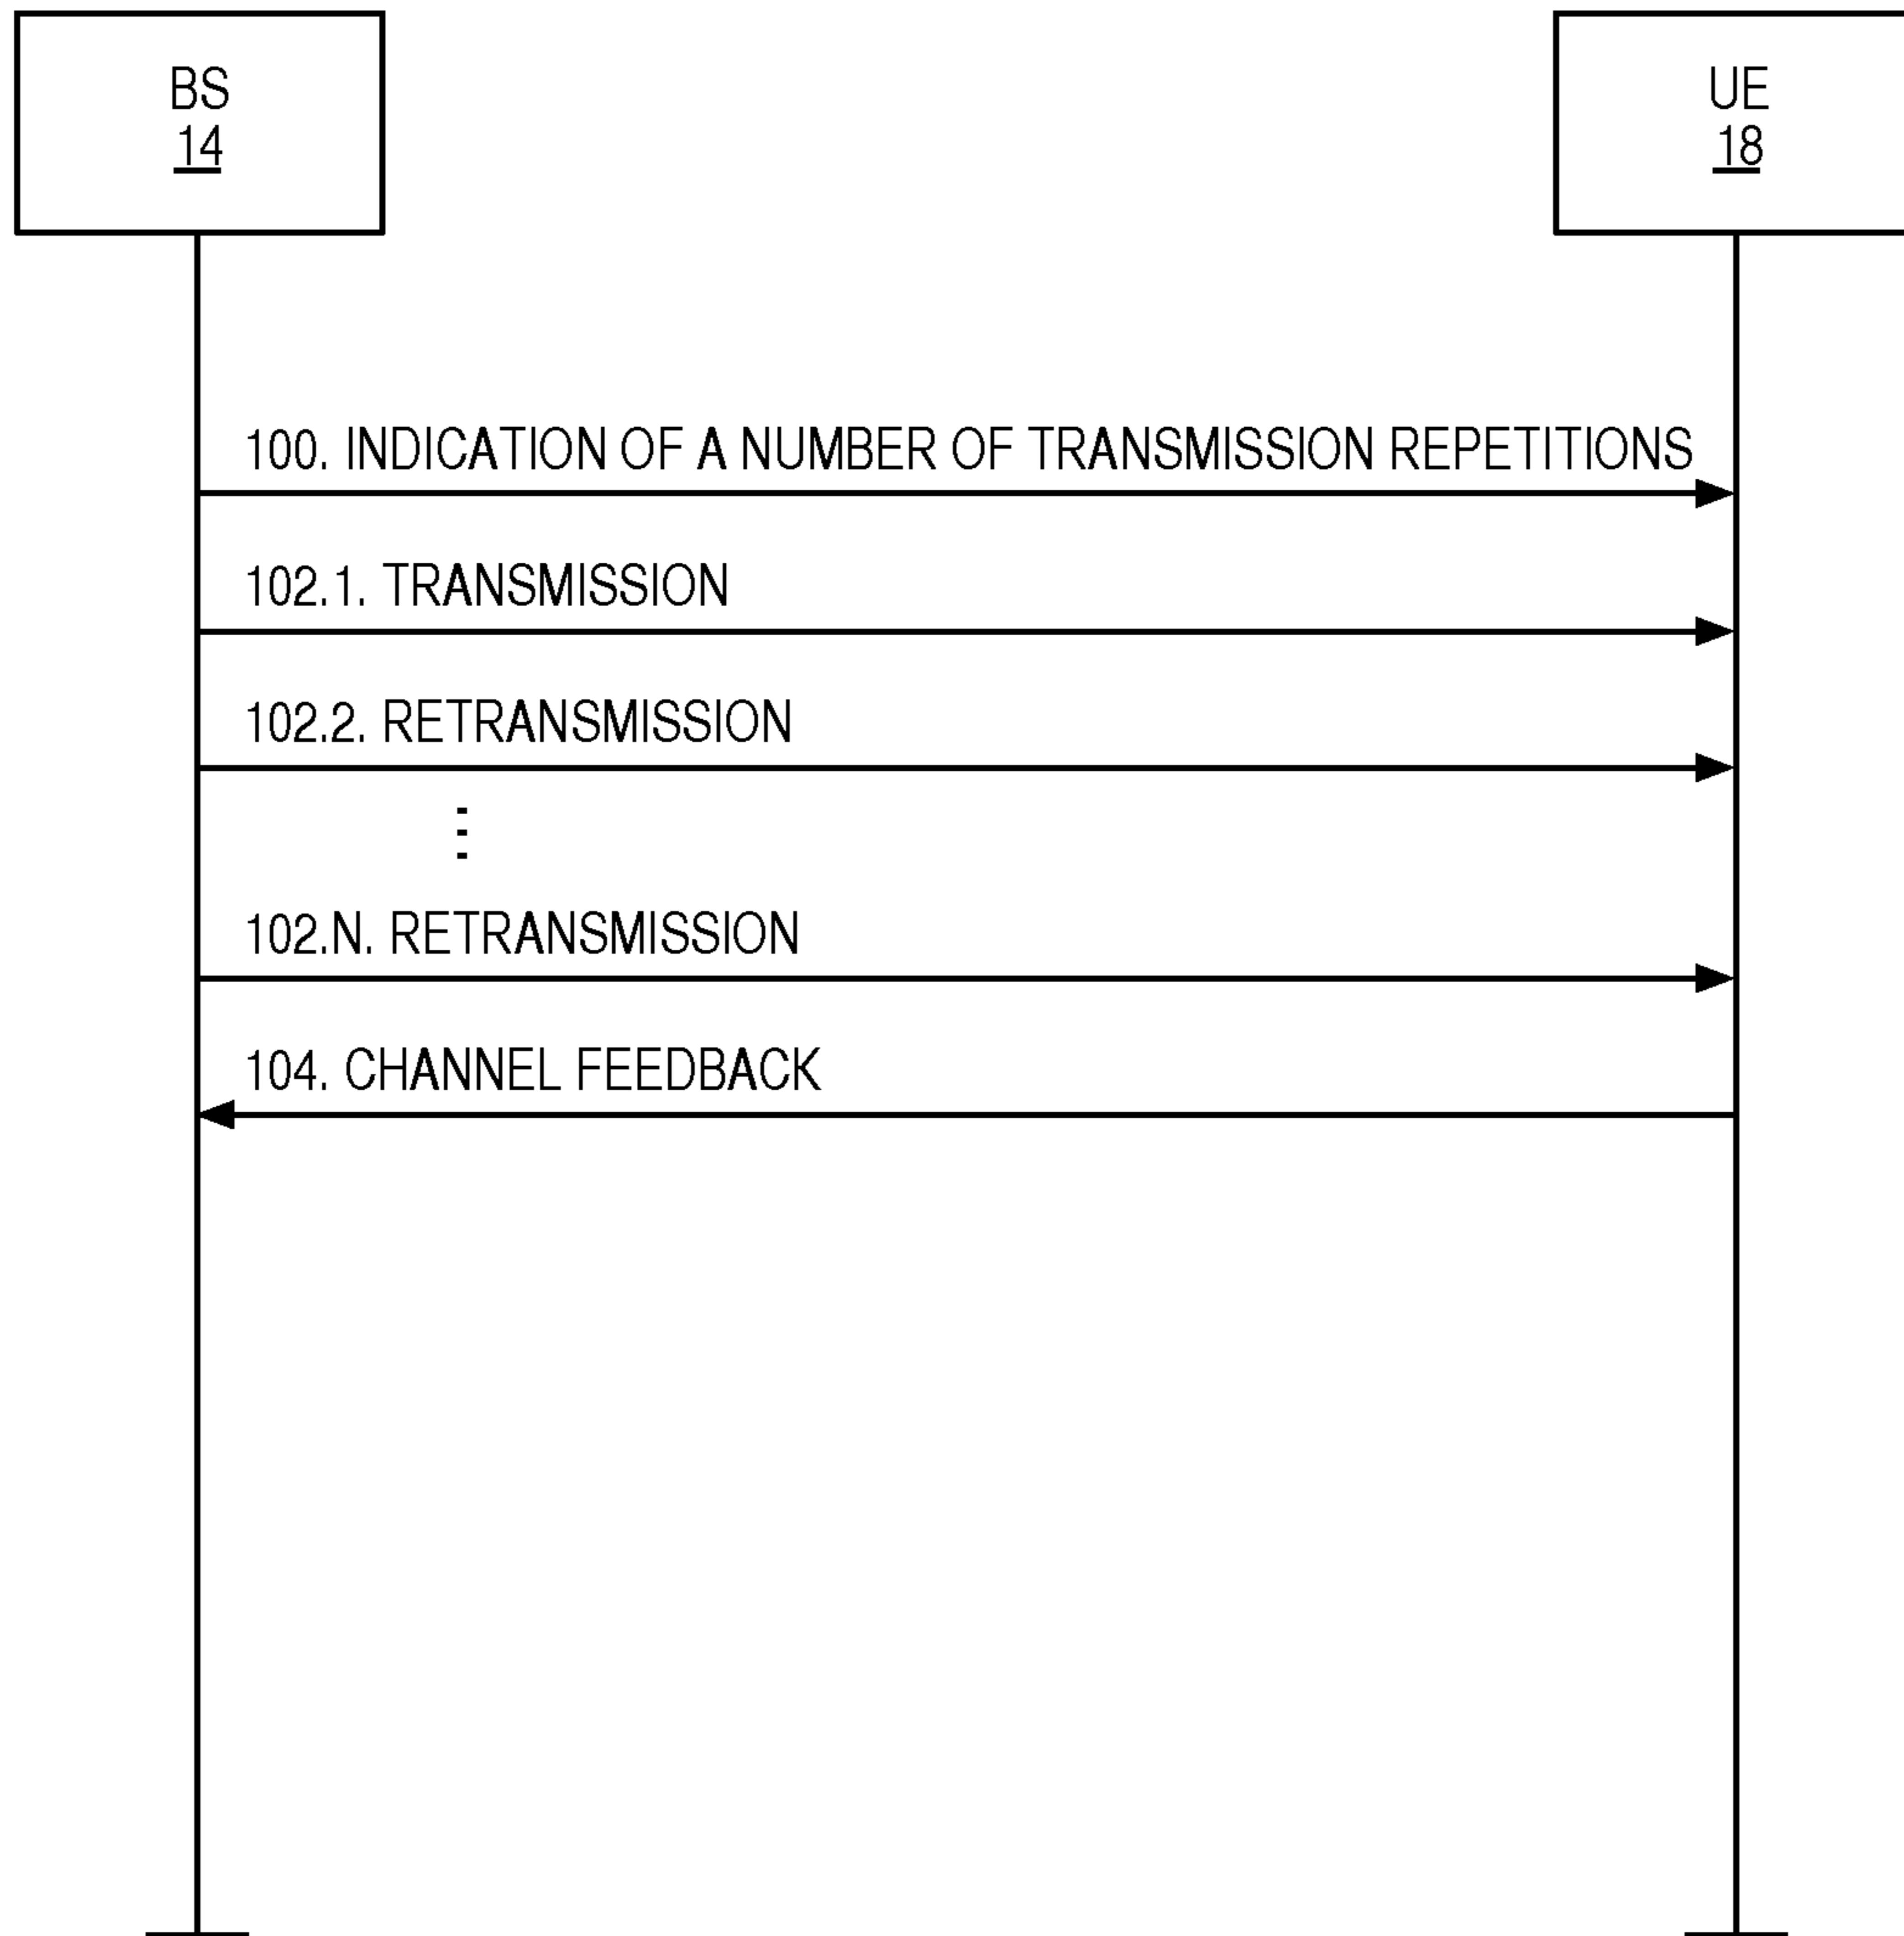 BS
14
UE
18
100. INDICATION OF A NUMBER OF TRANSMISSION REPETITIONS
102.1. TRANSMISSION
102.2. RETRANSMISSION
102.N. RETRANSMISSION
104. CHANNEL FEEDBACK